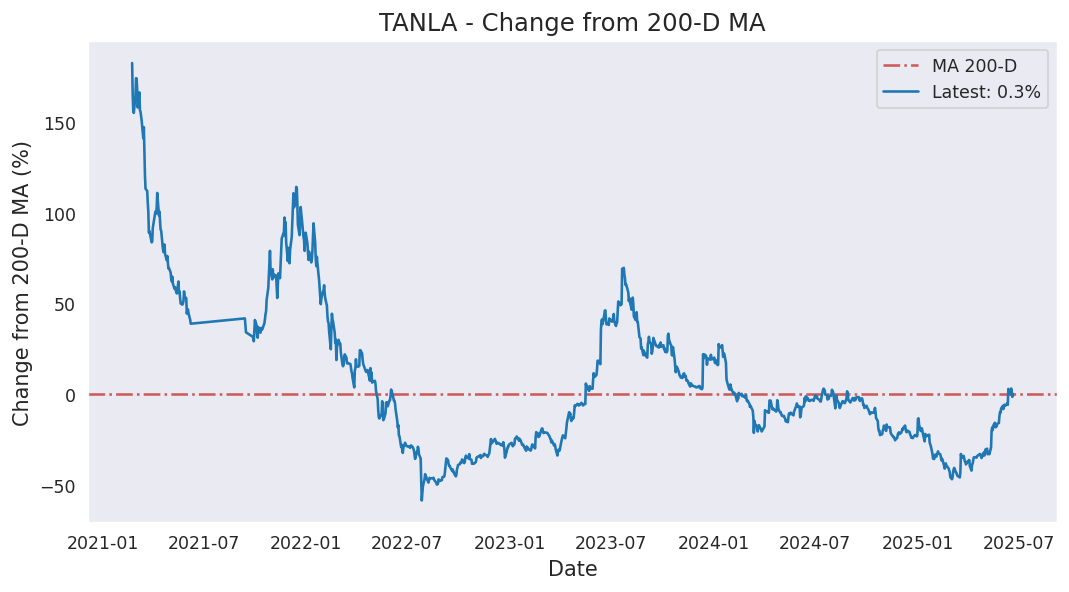 TANLA - Change from 200-D MA
MA 200-D
Latest: 0.3%
Change from 200-D MA (%)
150
100
50
0
−50
2021-01 2021-07 2022-01 2022-07 2023-01 2023-07 2024-01 2024-07 2025-01 2025-07
Date